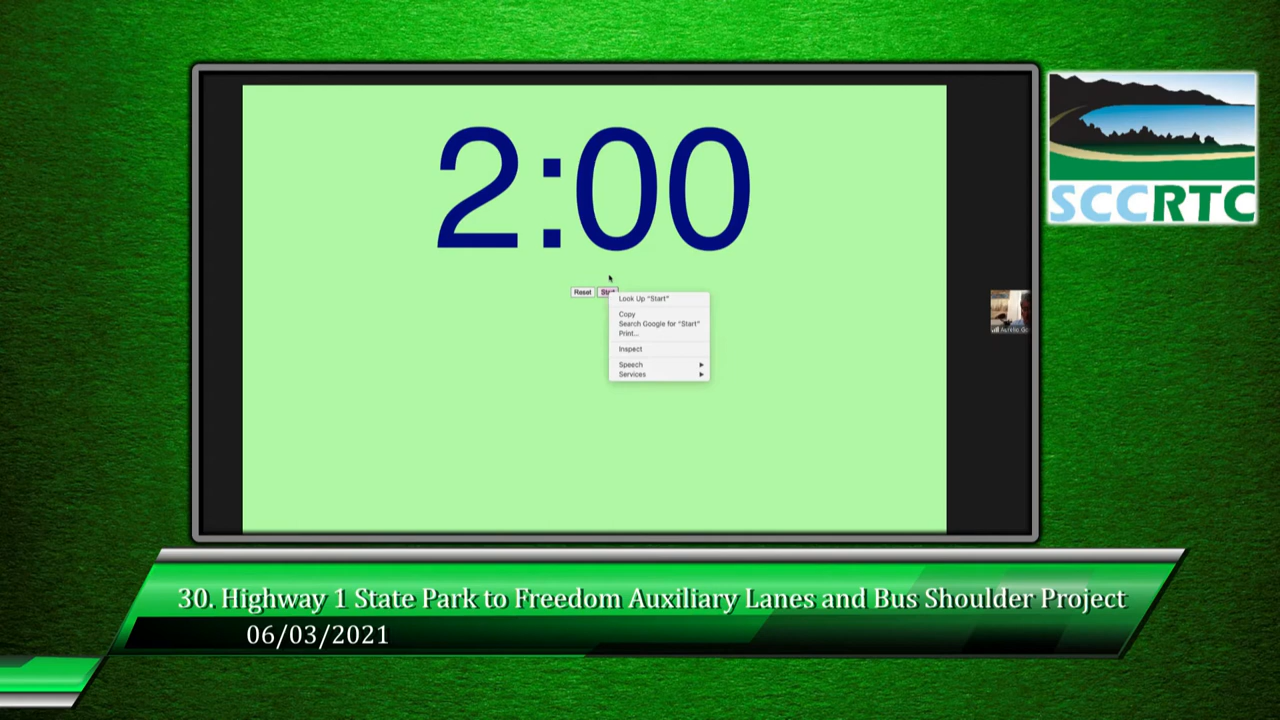 2:00
SCCRTC
Reset
Look Up "Start"
Copy
Search Google for "Start"
Print...
Inspect
Speech
Services
30. Highway 1 State Park to Freedom Auxiliary Lanes and Bus Shoulder Project
06/03/2021